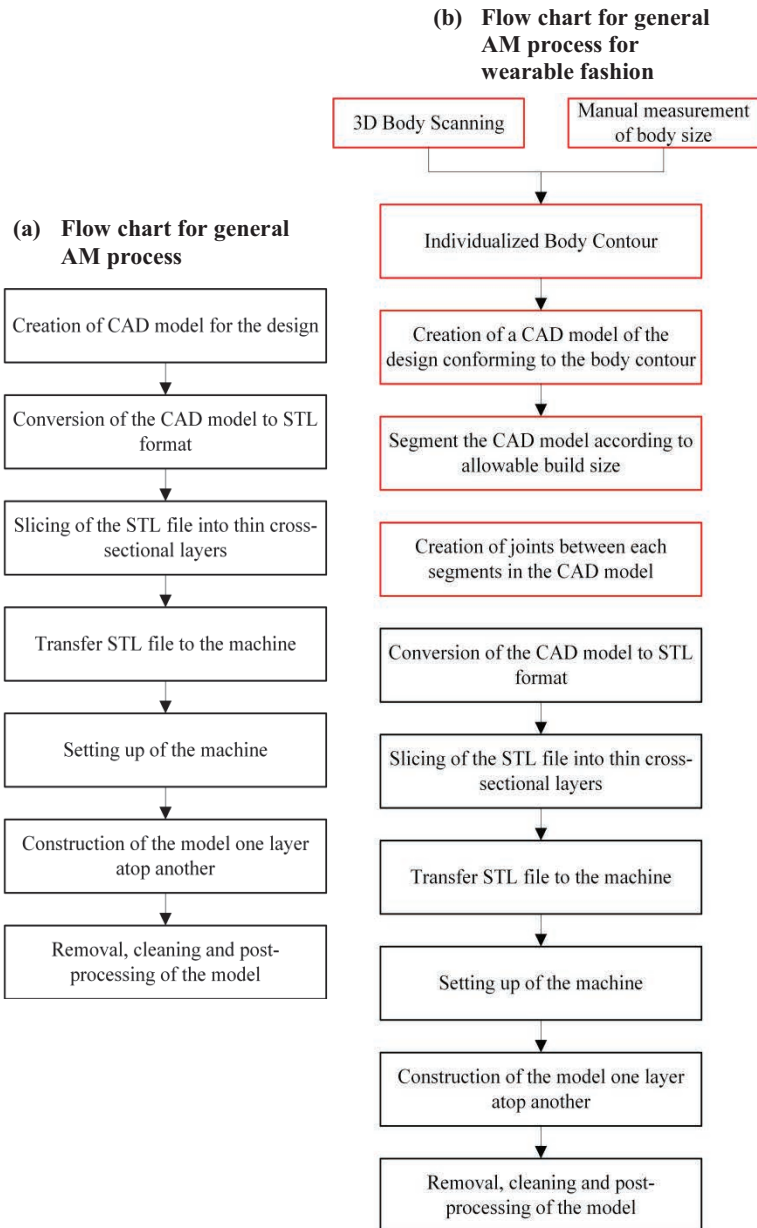 (a) Flow chart for general
AM process
Creation of CAD model for the design
Conversion of the CAD model to STL
format
Slicing of the STL file into thin cross-
sectional layers
Transfer STL file to the machine
Setting up of the machine
Construction of the model one layer
atop another
Removal, cleaning and post-
processing of the model
(b) Flow chart for general
AM process for
wearable fashion
3D Body Scanning
Manual measurement
of body size
Individualized Body Contour
Creation of a CAD model of the
design conforming to the body contour
Segment the CAD model according to
allowable build size
Creation of joints between each
segments in the CAD model
Conversion of the CAD model to STL
format
Slicing of the STL file into thin cross-
sectional layers
Transfer STL file to the machine
Setting up of the machine
Construction of the model one layer
atop another
Removal, cleaning and post-
processing of the model